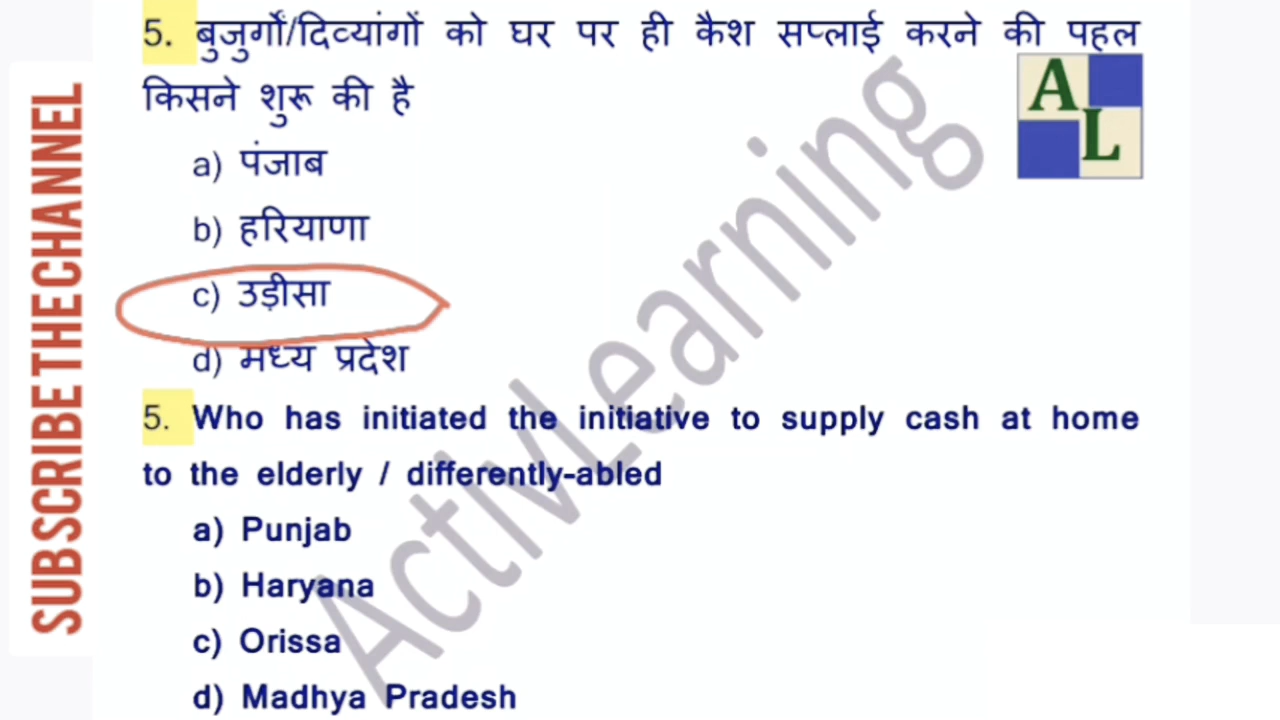 5. बुजुर्गों/दिव्यांगों को घर पर ही कैश सप्लाई करने की पहल
किसने शुरू की है
a) पंजाब
b) हरियाणा
c) उड़ीसा
d) मध्य प्रदेश
5. Who has initiated the initiative to supply cash at home
to the elderly / differently-abled
a) Punjab
b) Haryana
c) Orissa
d) Madhya Pradesh
SUBSCRIBE THE CHANNEL
AL
ActivLearning